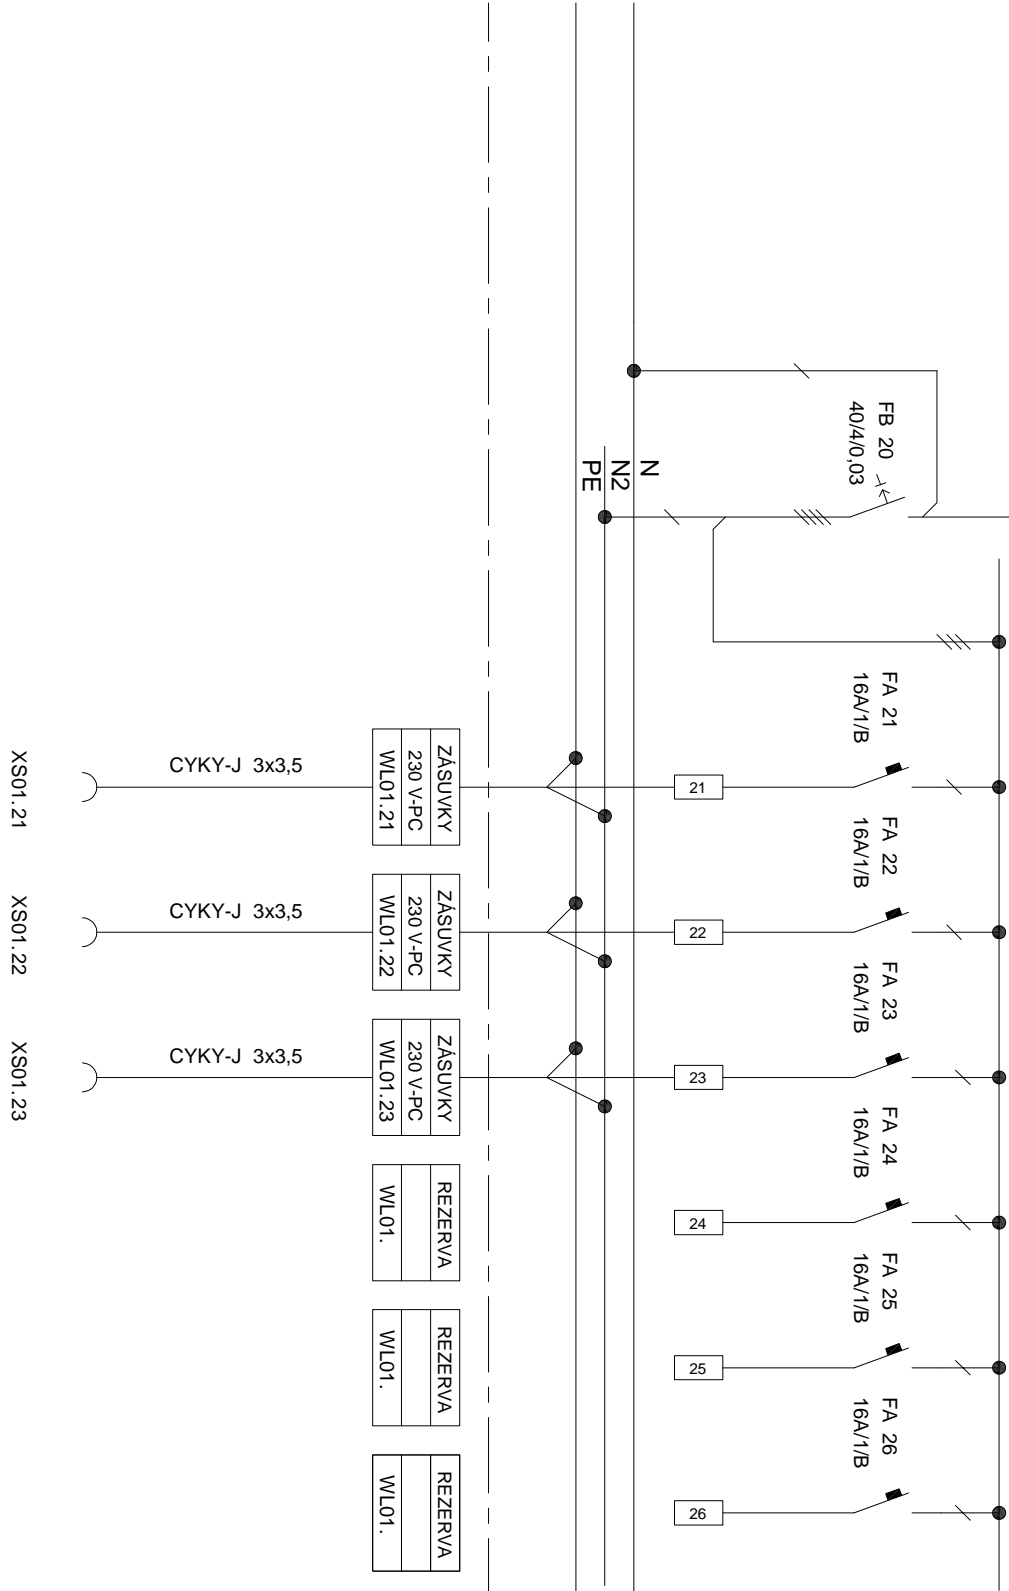 FB 20
40/4/0,03
N
N2
PE
FA 21
16A/1/B
FA 22
16A/1/B
FA 23
16A/1/B
FA 24
16A/1/B
FA 25
16A/1/B
FA 26
16A/1/B
21
22
23
24
25
26
ZÁSUVKY
230 V-PC
WL01.21
ZÁSUVKY
230 V-PC
WL01.22
ZÁSUVKY
230 V-PC
WL01.23
REZERVA
WL01.
REZERVA
WL01.
REZERVA
WL01.
CYKY-J 3x3,5
CYKY-J 3x3,5
CYKY-J 3x3,5
XS01.21
XS01.22
XS01.23